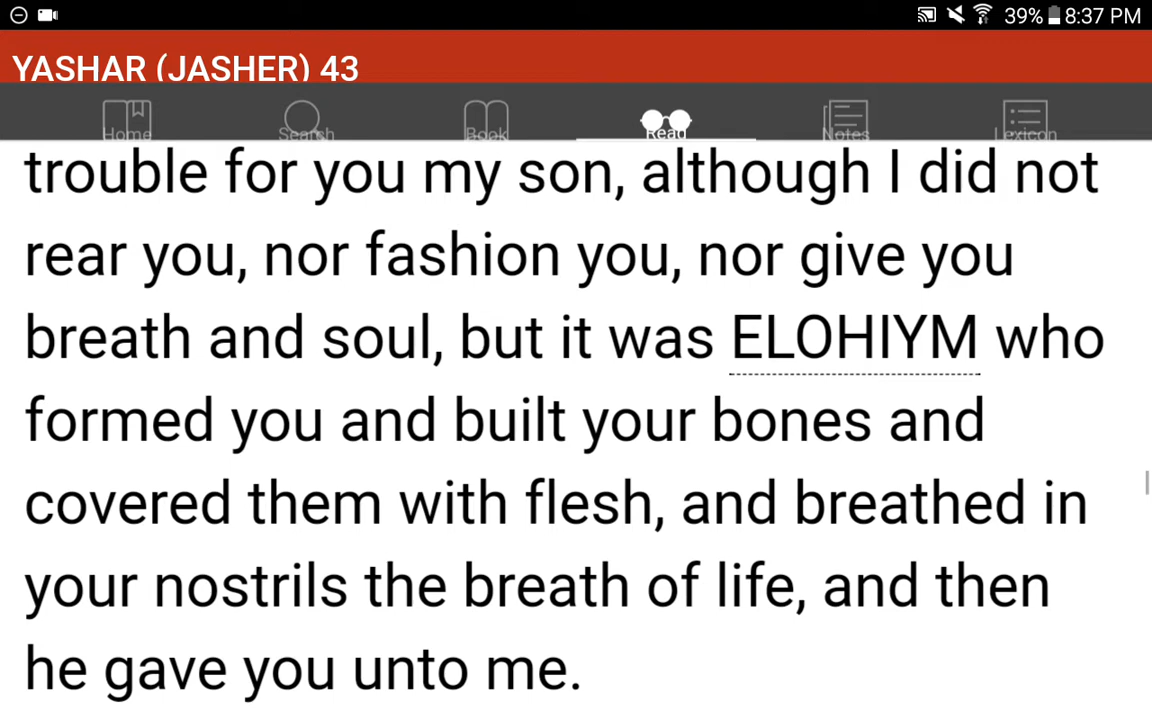 39% 8:37 PM
YASHAR (JASHER) 43
Home Search Book Read Notes Lexicon
trouble for you my son, although I did not
rear you, nor fashion you, nor give you
breath and soul, but it was ELOHIYM who
formed you and built your bones and
covered them with flesh, and breathed in
your nostrils the breath of life, and then
he gave you unto me.